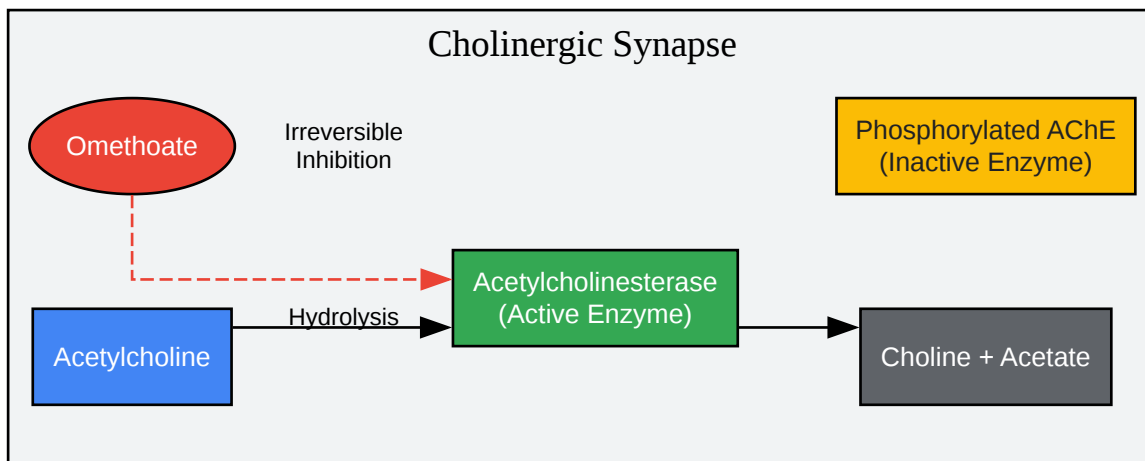 Cholinergic Synapse
Omethoate
Irreversible
Inhibition
Phosphorylated AChE
(Inactive Enzyme)
Acetylcholinesterase
(Active Enzyme)
Hydrolysis
Acetylcholine
Choline + Acetate